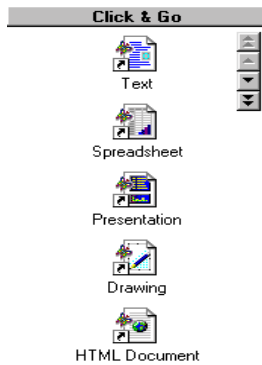 Click & Go
Text
Spreadsheet
Presentation
Drawing
HTML Document